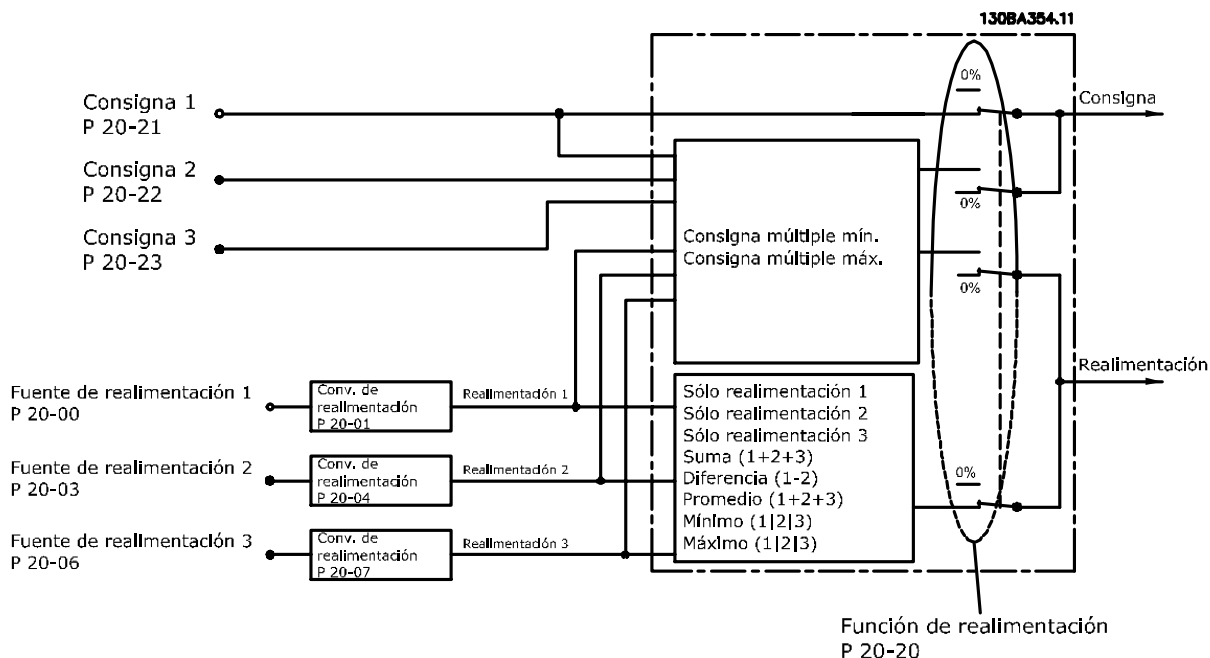 130BA354.11
Consigna 1
P 20-21
Consigna 2
P 20-22
Consigna 3
P 20-23
0%
Consigna
0%
0%
Consigna múltiple mín.
Consigna múltiple máx.
Realimentación
Fuente de realimentación 1
P 20-00
Conv. de
realimentación
P 20-01
Realimentación 1
Fuente de realimentación 2
P 20-03
Conv. de
realimentación
P 20-04
Realimentación 2
Fuente de realimentación 3
P 20-06
Conv. de
realimentación
P 20-07
Realimentación 3
Sólo realimentación 1
Sólo realimentación 2
Sólo realimentación 3
Suma (1+2+3)
Diferencia (1-2)
Promedio (1+2+3)
Mínimo (1|2|3)
Máximo (1|2|3)
0%
Función de realimentación
P 20-20